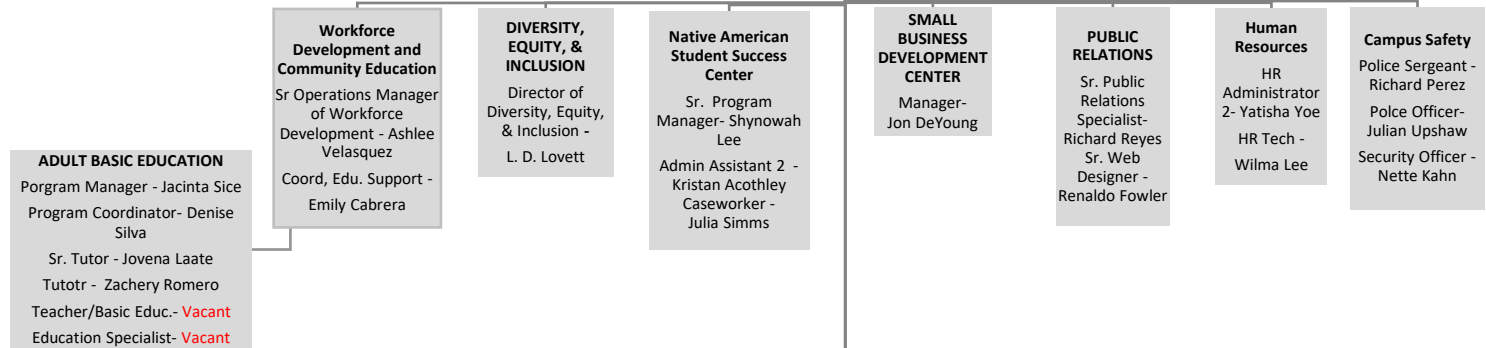 Workforce
Development and
Community Education
Sr Operations Manager
of Workforce
Development - Ashlee
Velasquez
Coord, Edu. Support -
Emily Cabrera
DIVERSITY,
EQUITY, &
INCLUSION
Director of
Diversity, Equity,
& Inclusion -
L. D. Lovett
Native American
Student Success
Center
Sr. Program
Manager- Shynowah
Lee
Admin Assistant 2 -
Kristan Acothley
Caseworker -
Julia Simms
SMALL
BUSINESS
DEVELOPMENT
CENTER
Manager-
Jon DeYoung
PUBLIC
RELATIONS
Sr. Public
Relations
Specialist-
Richard Reyes
Sr. Web
Designer -
Renaldo Fowler
Human
Resources
HR
Administrator
2- Yatisha Yoe
HR Tech -
Wilma Lee
Campus Safety
Police Sergeant -
Richard Perez
Polce Officer-
Julian Upshaw
Security Officer -
Nette Kahn
ADULT BASIC EDUCATION
Porgram Manager - Jacinta Sice
Program Coordinator- Denise
Silva
Sr. Tutor - Jovena Laate
Tutotr - Zachery Romero
Teacher/Basic Educ.- Vacant
Education Specialist- Vacant